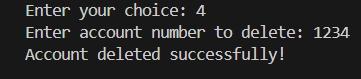 Enter your choice: 4
Enter account number to delete: 1234
Account deleted successfully!